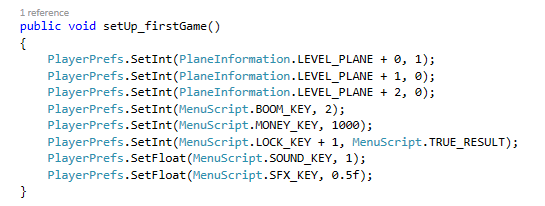 1 reference
public void setUp_firstGame()
{
PlayerPrefs.SetInt(PlaneInformation.LEVEL_PLANE + 0, 1);
PlayerPrefs.SetInt(PlaneInformation.LEVEL_PLANE + 1, 0);
PlayerPrefs.SetInt(PlaneInformation.LEVEL_PLANE + 2, 0);
PlayerPrefs.SetInt(MenuScript.BOOM_KEY, 2);
PlayerPrefs.SetInt(MenuScript.MONEY_KEY, 1000);
PlayerPrefs.SetInt(MenuScript.LOCK_KEY + 1, MenuScript.TRUE_RESULT);
PlayerPrefs.SetFloat(MenuScript.SOUND_KEY, 1);
PlayerPrefs.SetFloat(MenuScript.SFX_KEY, 0.5f);
}